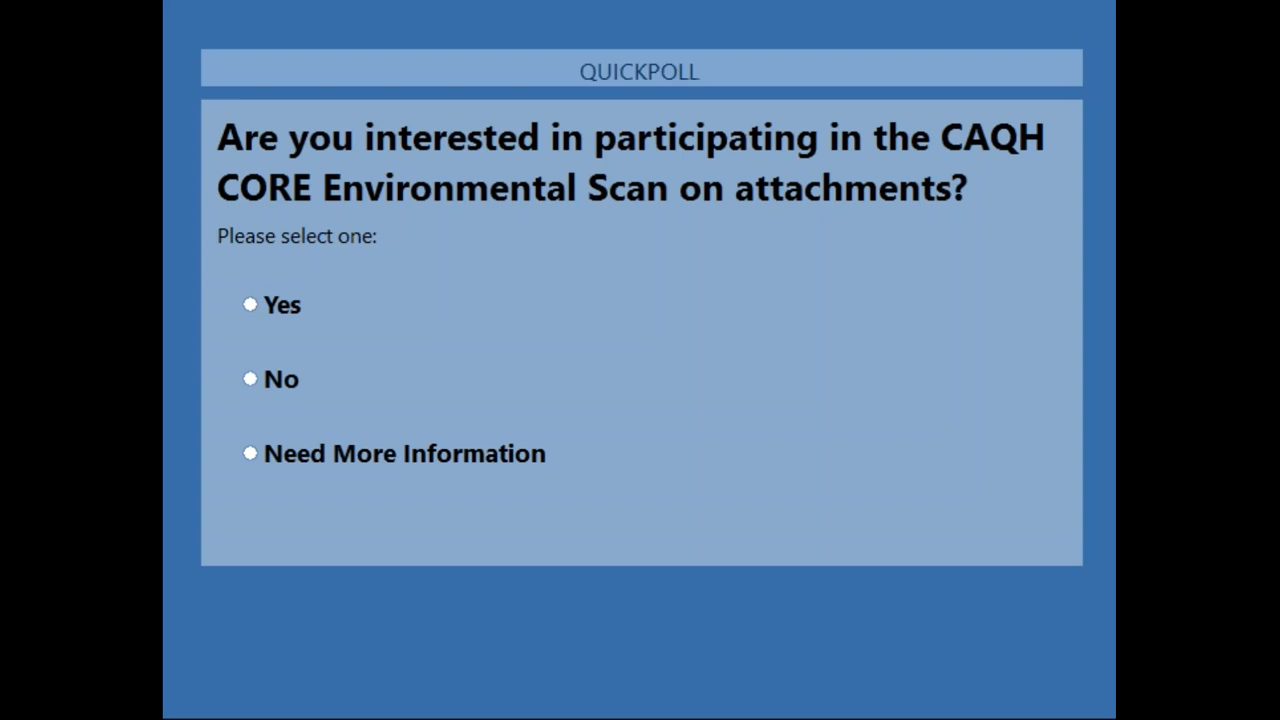 QUICKPOLL
Are you interested in participating in the CAQH
CORE Environmental Scan on attachments?
Please select one:
Yes
No
Need More Information